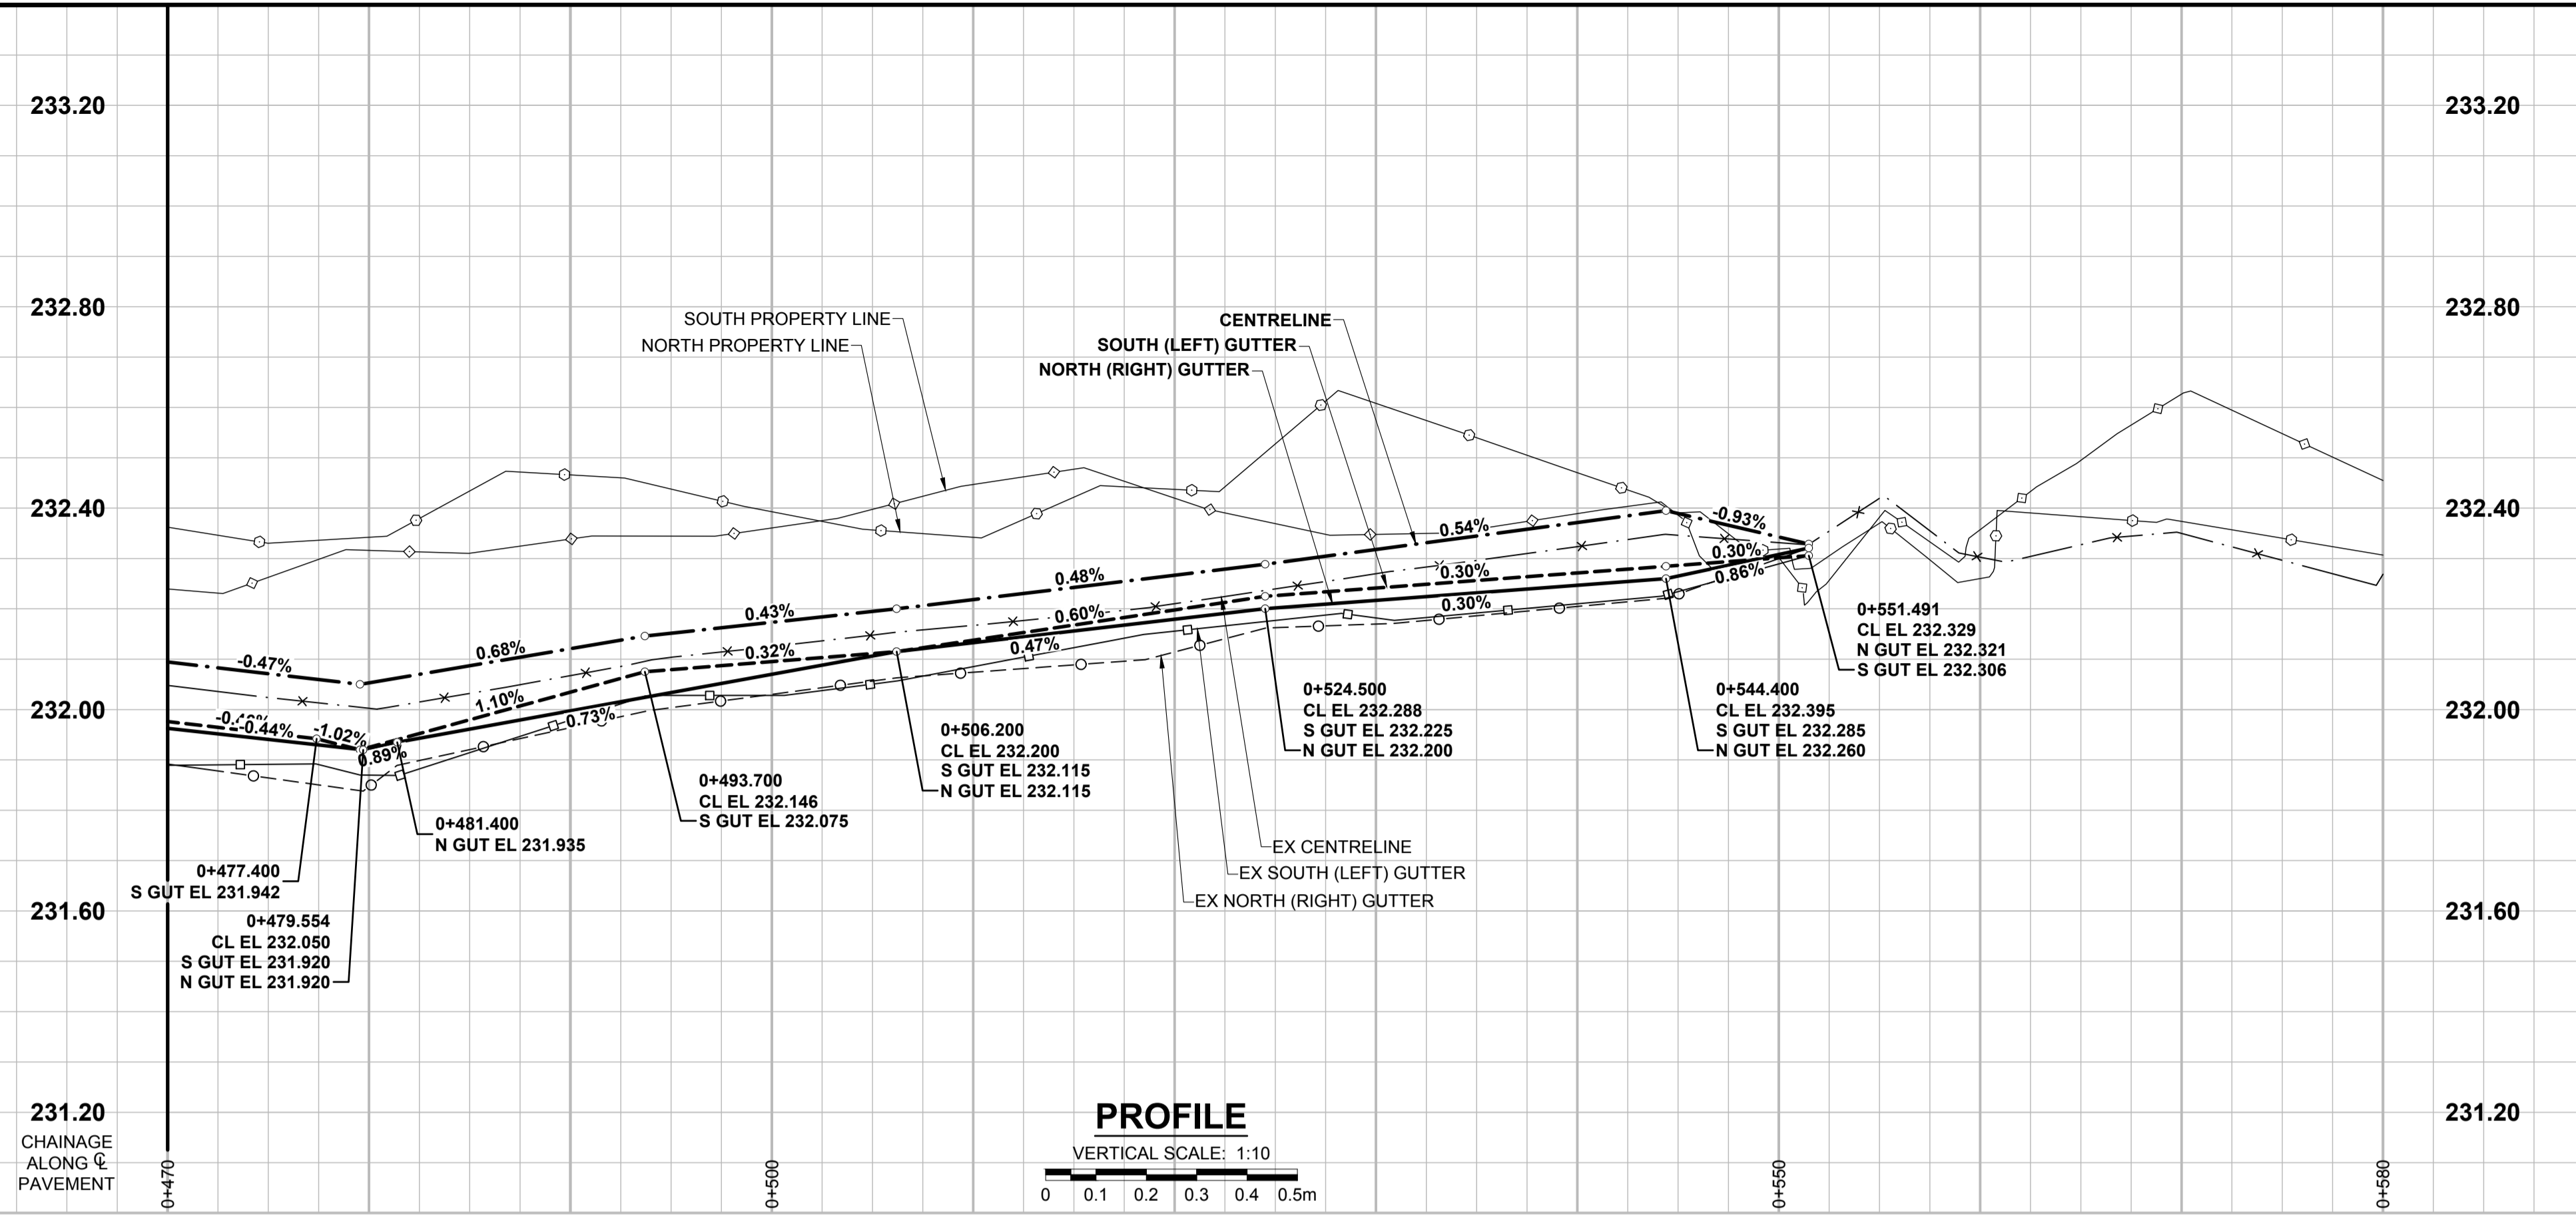 233.20
233.20
232.80
232.80
SOUTH PROPERTY LINE
NORTH PROPERTY LINE
CENTRELINE
SOUTH (LEFT) GUTTER
NORTH (RIGHT) GUTTER
232.40
232.40
-0.47%
0.68%
0.43%
0.48%
0.54%
-0.93%
0.30%
0.86%
0.30%
0.30%
0.60%
0.47%
0.32%
1.10%
0.73%
-0.44%
-1.02%
0.89%
232.00
232.00
0+551.491
CL EL 232.329
N GUT EL 232.321
S GUT EL 232.306
0+544.400
CL EL 232.395
S GUT EL 232.285
N GUT EL 232.260
0+524.500
CL EL 232.288
S GUT EL 232.225
N GUT EL 232.200
0+506.200
CL EL 232.200
S GUT EL 232.115
N GUT EL 232.115
0+493.700
CL EL 232.146
S GUT EL 232.075
0+481.400
N GUT EL 231.935
0+477.400
S GUT EL 231.942
0+479.554
CL EL 232.050
S GUT EL 231.920
N GUT EL 231.920
EX CENTRELINE
EX SOUTH (LEFT) GUTTER
EX NORTH (RIGHT) GUTTER
231.60
231.60
231.20
231.20
CHAINAGE
ALONG ℄
PAVEMENT
0+470
0+500
0+550
0+580
PROFILE
VERTICAL SCALE: 1:10
0 0.1 0.2 0.3 0.4 0.5m